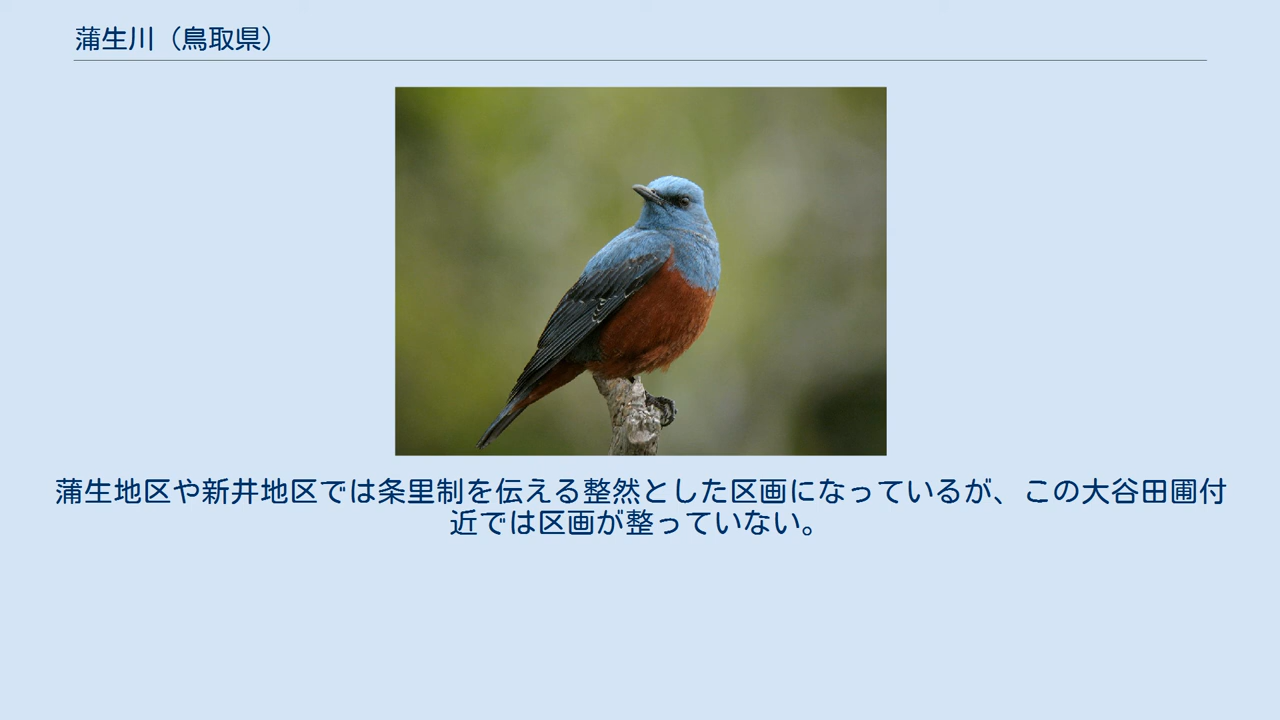 蒲生川（鳥取県）
蒲生地区や新井地区では条里制を伝える整然とした区画になっているが、この大谷田圃付
近では区画が整っていない。